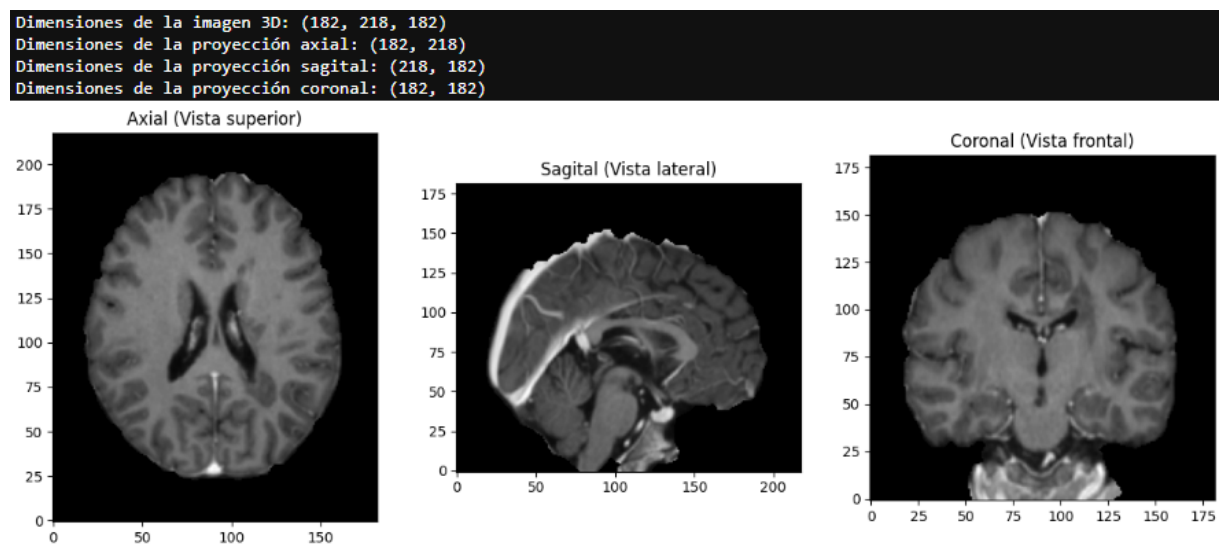 Dimensiones de la imagen 3D: (182, 218, 182)
Dimensiones de la proyección axial: (182, 218)
Dimensiones de la proyección sagital: (218, 182)
Dimensiones de la proyección coronal: (182, 182)
Axial (Vista superior)
200
175
150
125
100
75
50
25
0
0 50 100 150
Sagital (Vista lateral)
175
150
125
100
75
50
25
0
0 50 100 150 200
Coronal (Vista frontal)
175
150
125
100
75
50
25
0
0 25 50 75 100 125 150 175